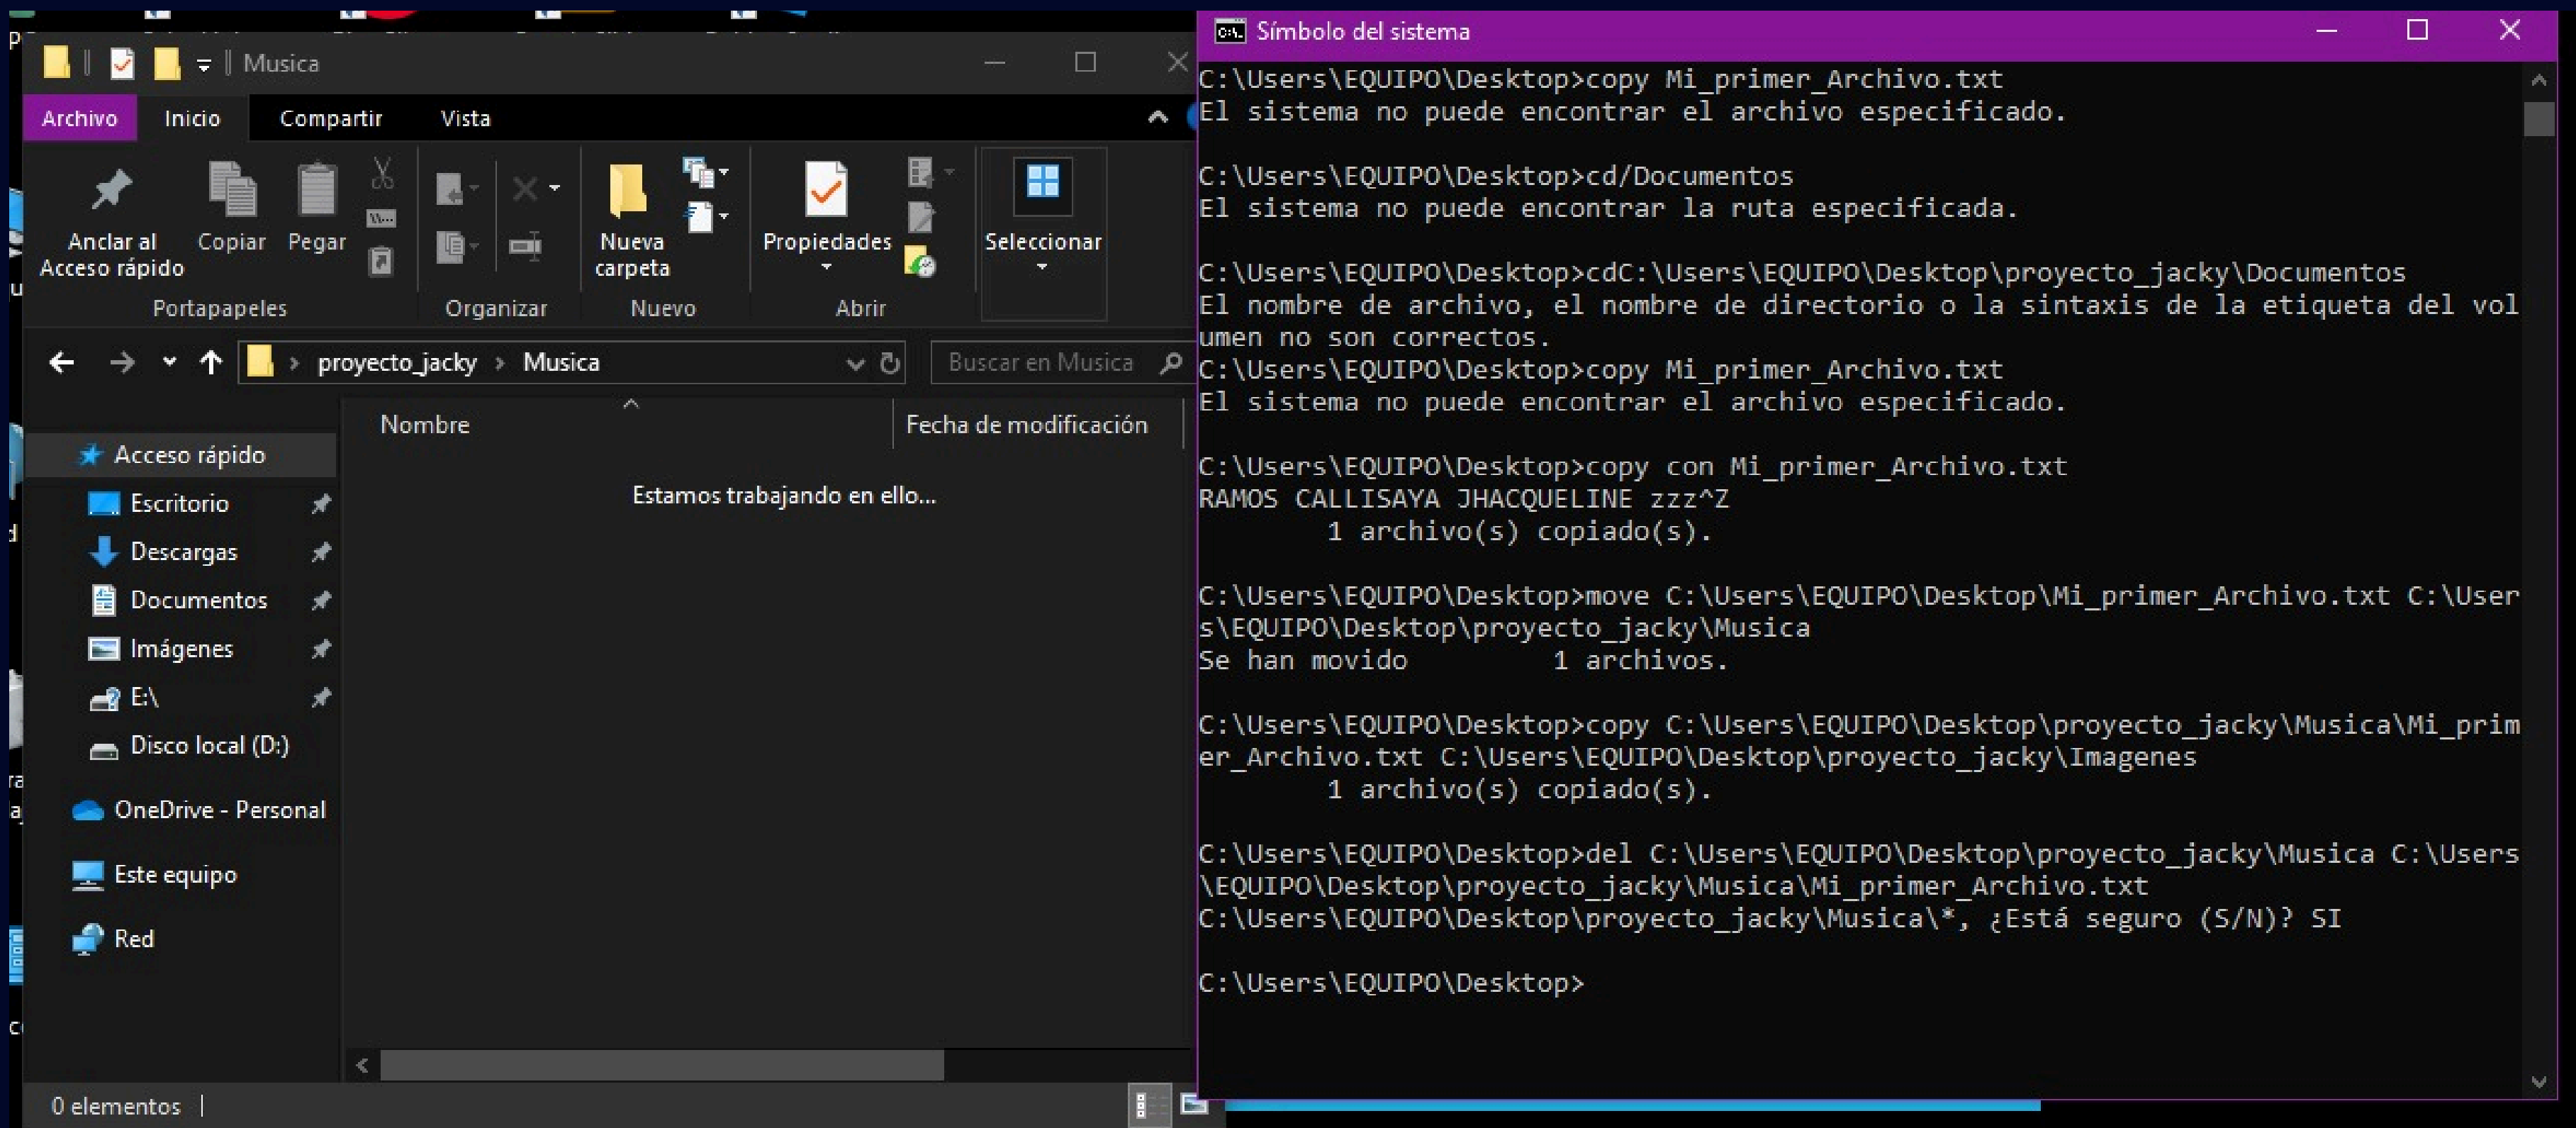 Musica
Archivo Inicio Compartir Vista
Anclar al
Acceso rápido
Copiar
Pegar
Nueva
carpeta
Propiedades
Seleccionar
Portapapeles
Organizar
Nuevo
Abrir
proyecto_jacky > Musica
Buscar en Musica
Nombre
Fecha de modificación
Estamos trabajando en ello...
Acceso rápido
Escritorio
Descargas
Documentos
Imágenes
E:\
Disco local (D:)
OneDrive - Personal
Este equipo
Red
0 elementos
Símbolo del sistema
C:\Users\EQUIPO\Desktop>copy Mi_primer_Archivo.txt
El sistema no puede encontrar el archivo especificado.
C:\Users\EQUIPO\Desktop>cd/Documentos
El sistema no puede encontrar la ruta especificada.
C:\Users\EQUIPO\Desktop>cdC:\Users\EQUIPO\Desktop\proyecto_jacky\Documentos
El nombre de archivo, el nombre de directorio o la sintaxis de la etiqueta del vol
umen no son correctos.
C:\Users\EQUIPO\Desktop>copy Mi_primer_Archivo.txt
El sistema no puede encontrar el archivo especificado.
C:\Users\EQUIPO\Desktop>copy con Mi_primer_Archivo.txt
RAMOS CALLISAYA JHACQUELINE zzz^Z
1 archivo(s) copiado(s).
C:\Users\EQUIPO\Desktop>move C:\Users\EQUIPO\Desktop\Mi_primer_Archivo.txt C:\User
s\EQUIPO\Desktop\proyecto_jacky\Musica
Se han movido 1 archivos.
C:\Users\EQUIPO\Desktop>copy C:\Users\EQUIPO\Desktop\proyecto_jacky\Musica\Mi_prim
er_Archivo.txt C:\Users\EQUIPO\Desktop\proyecto_jacky\Imagenes
1 archivo(s) copiado(s).
C:\Users\EQUIPO\Desktop>del C:\Users\EQUIPO\Desktop\proyecto_jacky\Musica C:\Users
\EQUIPO\Desktop\proyecto_jacky\Musica\Mi_primer_Archivo.txt
C:\Users\EQUIPO\Desktop\proyecto_jacky\Musica\*, ¿Está seguro (S/N)? SI
C:\Users\EQUIPO\Desktop>